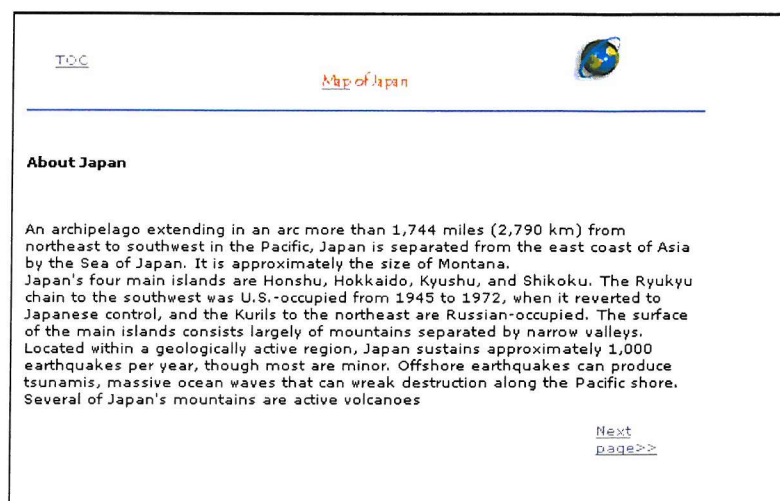 TOC
Map of Japan
About Japan
An archipelago extending in an arc more than 1,744 miles (2,790 km) from
northeast to southwest in the Pacific, Japan is separated from the east coast of Asia
by the Sea of Japan. It is approximately the size of Montana.
Japan's four main islands are Honshu, Hokkaido, Kyushu, and Shikoku. The Ryukyu
chain to the southwest was U.S.-occupied from 1945 to 1972, when it reverted to
Japanese control, and the Kurils to the northeast are Russian-occupied. The surface
of the main islands consists largely of mountains separated by narrow valleys.
Located within a geologically active region, Japan sustains approximately 1,000
earthquakes per year, though most are minor. Offshore earthquakes can produce
tsunamis, massive ocean waves that can wreak destruction along the Pacific shore.
Several of Japan's mountains are active volcanoes
Next
page>>